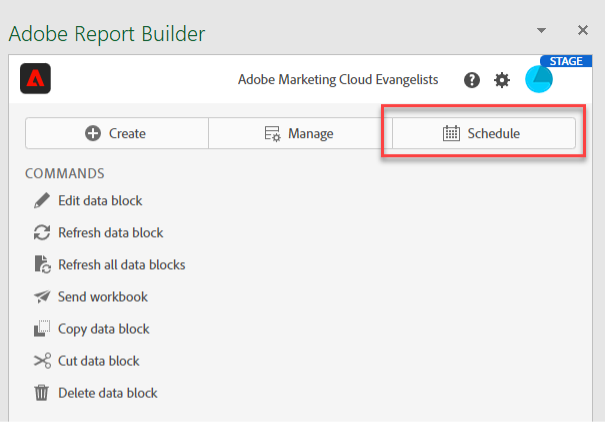 Adobe Report Builder
STAGE
Adobe Marketing Cloud Evangelists
Create Manage Schedule
COMMANDS
Edit data block
Refresh data block
Refresh all data blocks
Send workbook
Copy data block
Cut data block
Delete data block